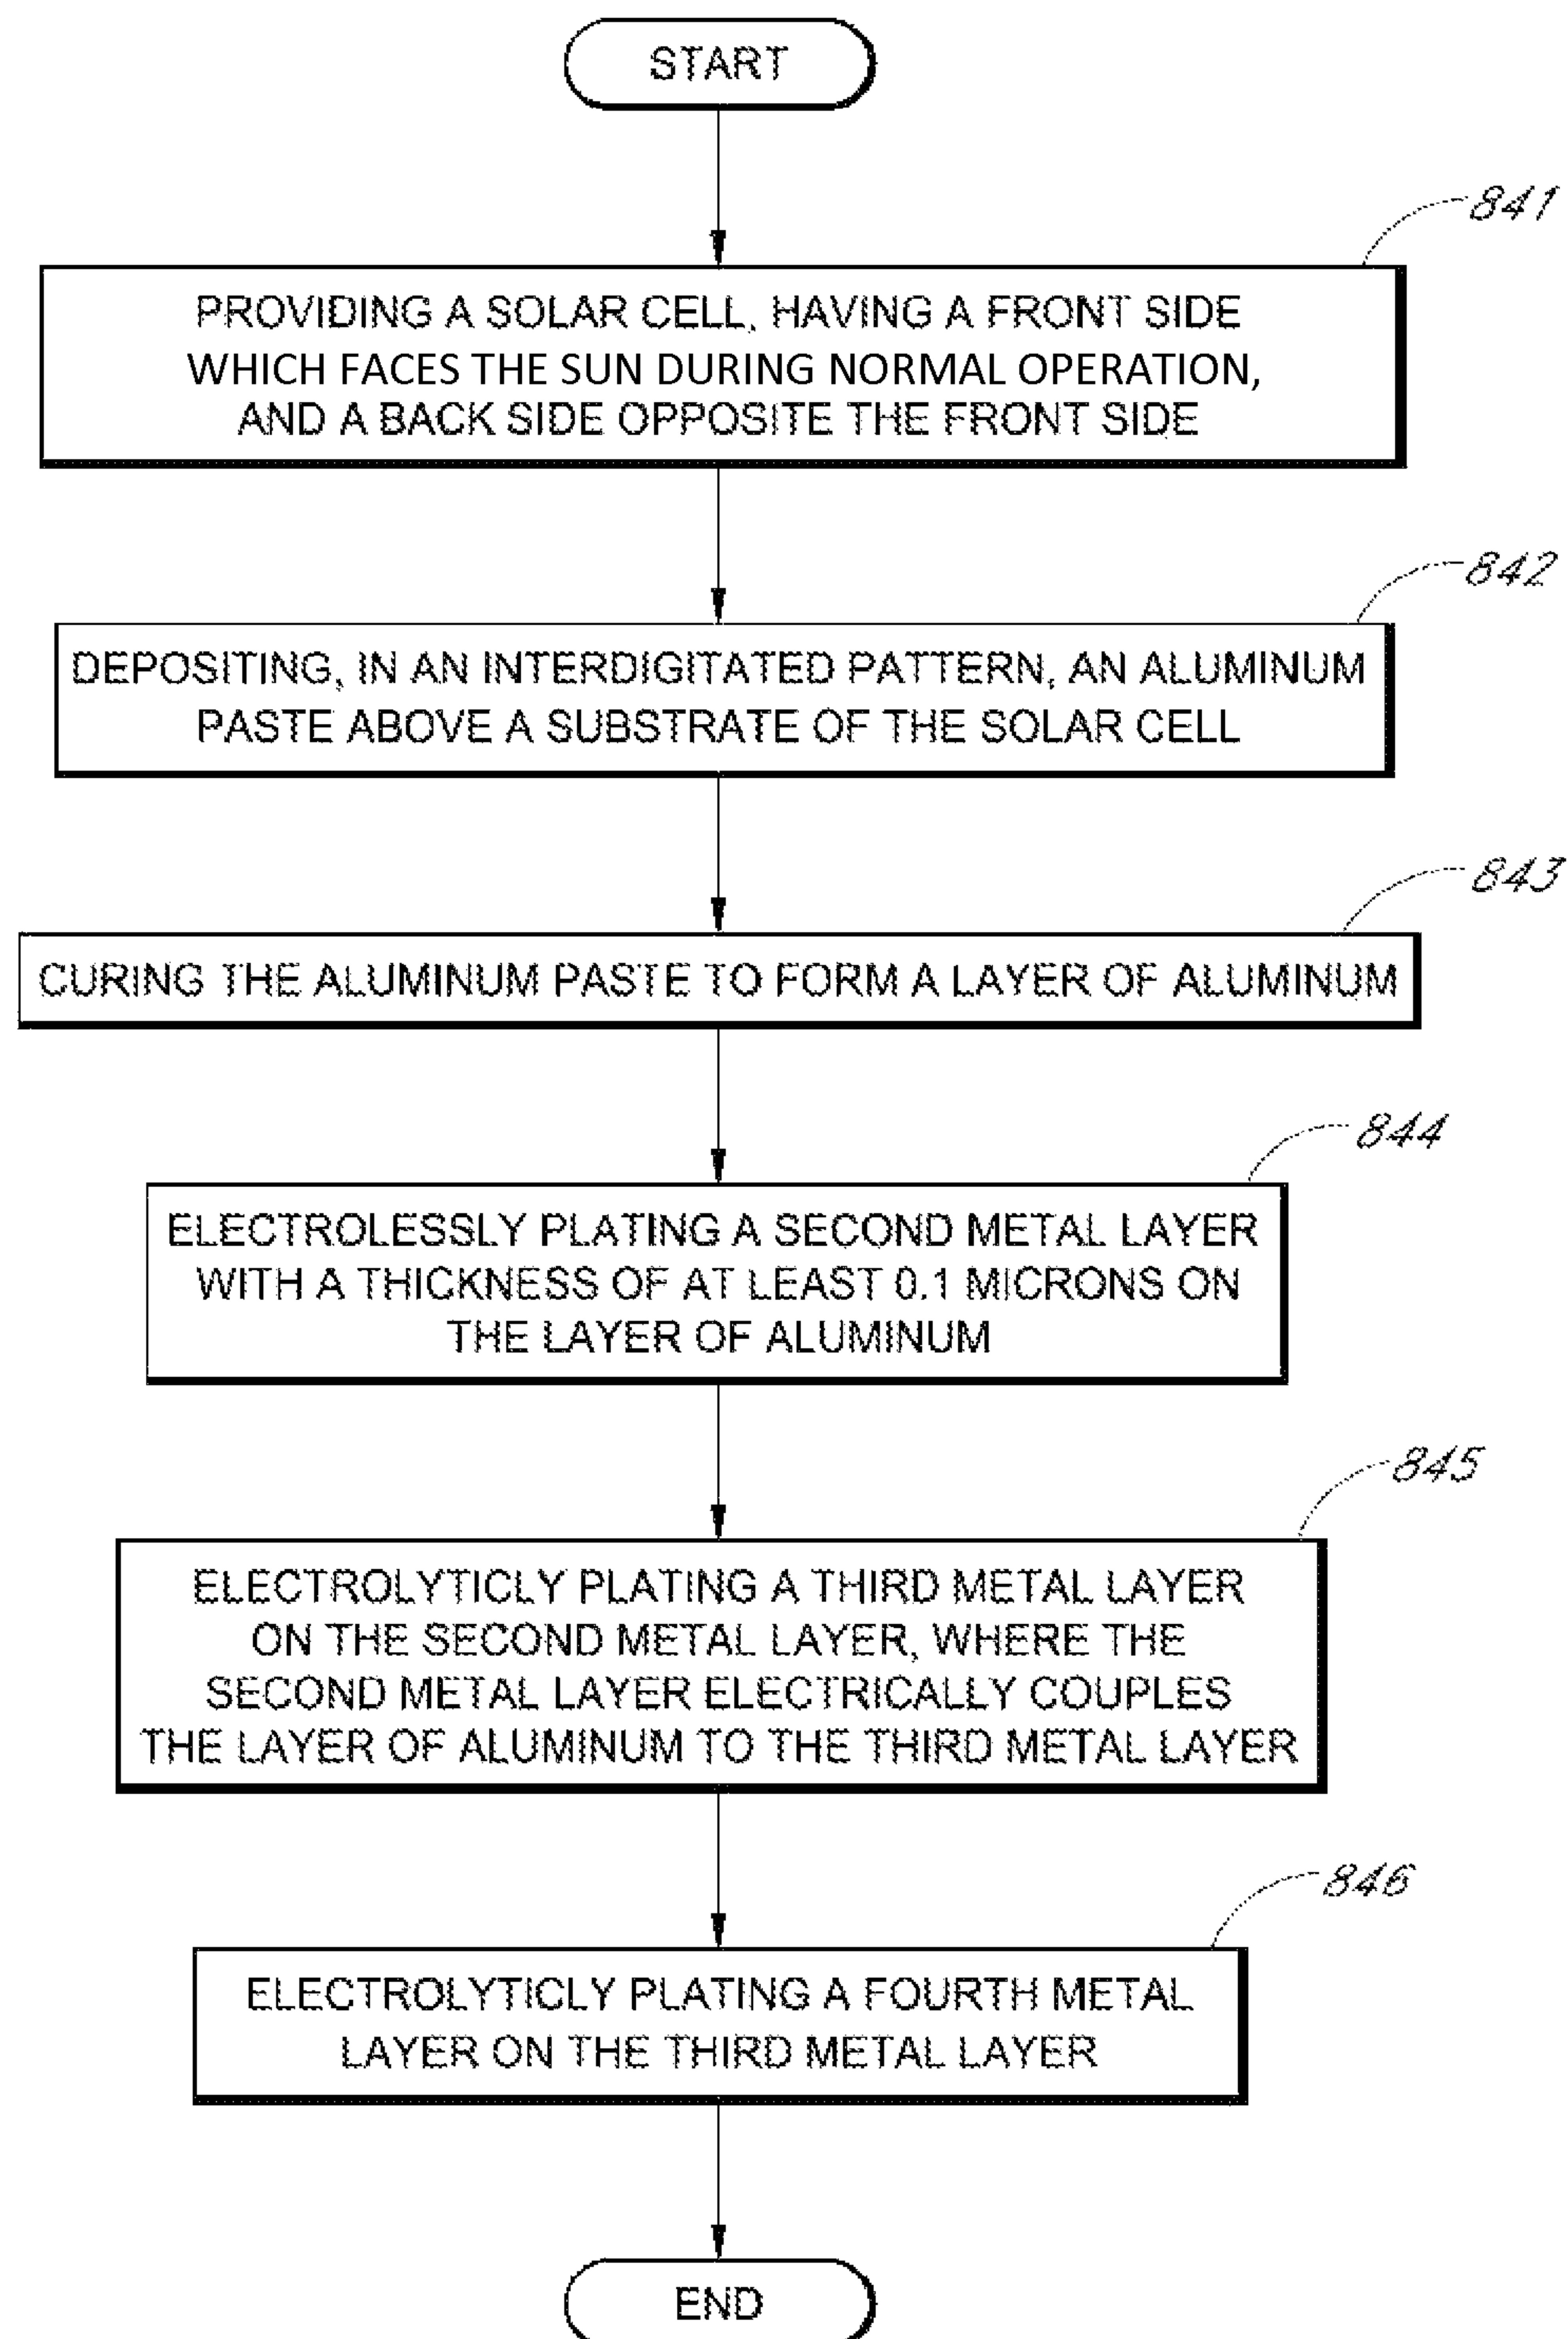 START
841
PROVIDING A SOLAR CELL, HAVING A FRONT SIDE
WHICH FACES THE SUN DURING NORMAL OPERATION,
AND A BACK SIDE OPPOSITE THE FRONT SIDE
842
DEPOSITING, IN AN INTERDIGITATED PATTERN, AN ALUMINUM
PASTE ABOVE A SUBSTRATE OF THE SOLAR CELL
843
CURING THE ALUMINUM PASTE TO FORM A LAYER OF ALUMINUM
844
ELECTROLESSLY PLATING A SECOND METAL LAYER
WITH A THICKNESS OF AT LEAST 0.1 MICRONS ON
THE LAYER OF ALUMINUM
845
ELECTROLYTICLY PLATING A THIRD METAL LAYER
ON THE SECOND METAL LAYER, WHERE THE
SECOND METAL LAYER ELECTRICALLY COUPLES
THE LAYER OF ALUMINUM TO THE THIRD METAL LAYER
846
ELECTROLYTICLY PLATING A FOURTH METAL
LAYER ON THE THIRD METAL LAYER
END